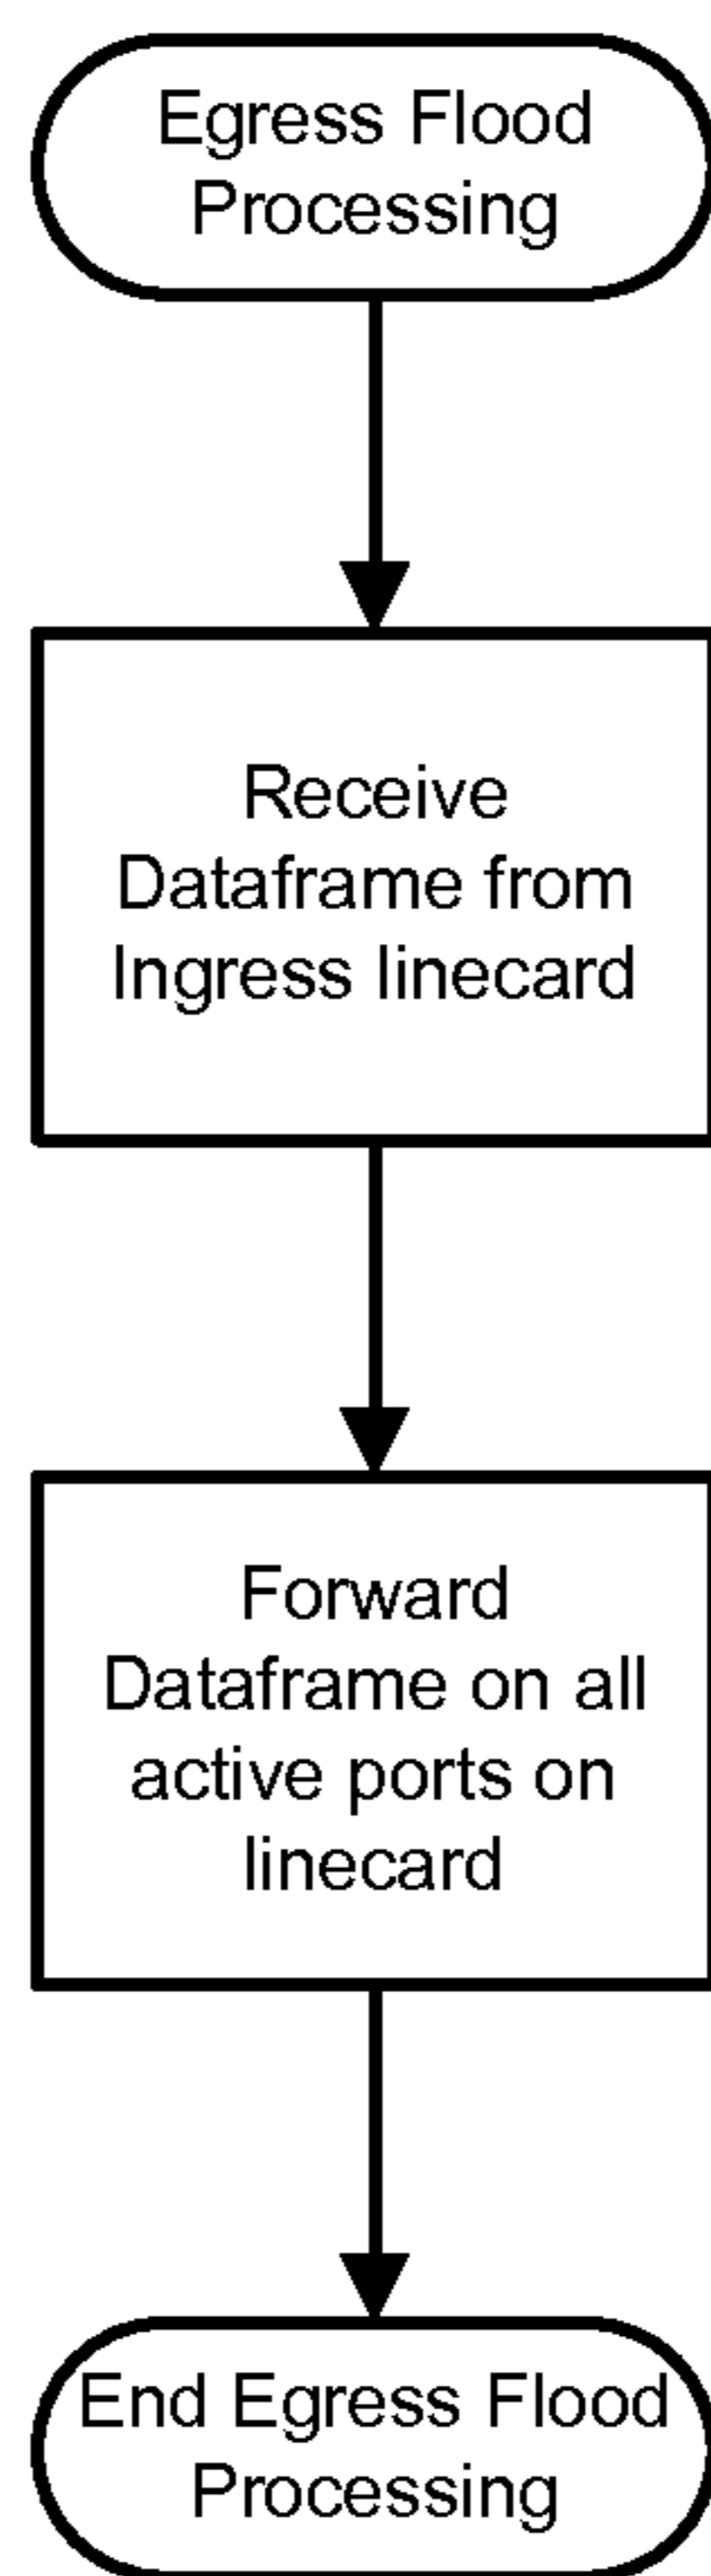 Egress Flood
Processing
Receive
Dataframe from
Ingress linecard
Forward
Dataframe on all
active ports on
linecard
End Egress Flood
Processing